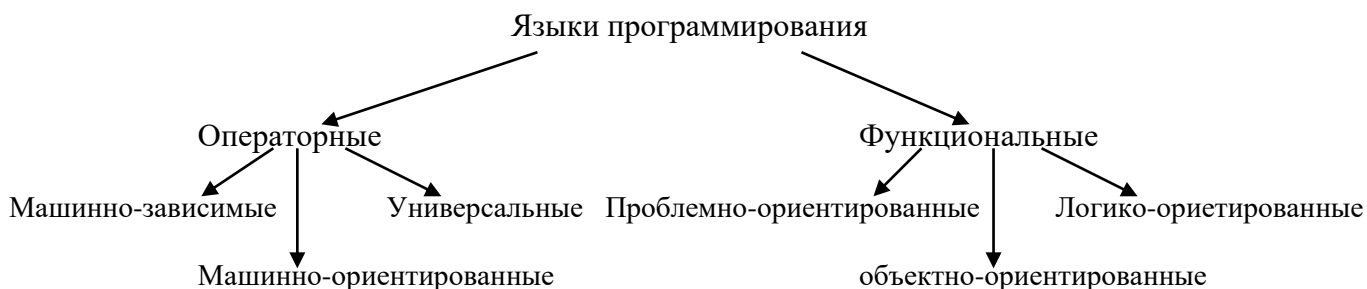 Языки программирования
Операторные Функциональные
Машинно-зависимые Универсальные Проблемно-ориентированные Логико-ориетированные
Машинно-ориентированные объектно-ориентированные